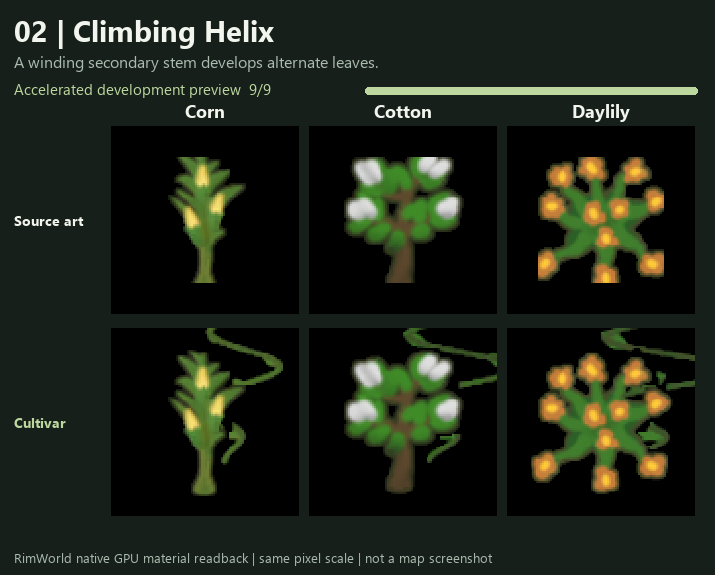 02 | Climbing Helix
A winding secondary stem develops alternate leaves.
Accelerated development preview 9/9
Corn
Cotton
Daylily
Source art
Cultivar
RimWorld native GPU material readback | same pixel scale | not a map screenshot